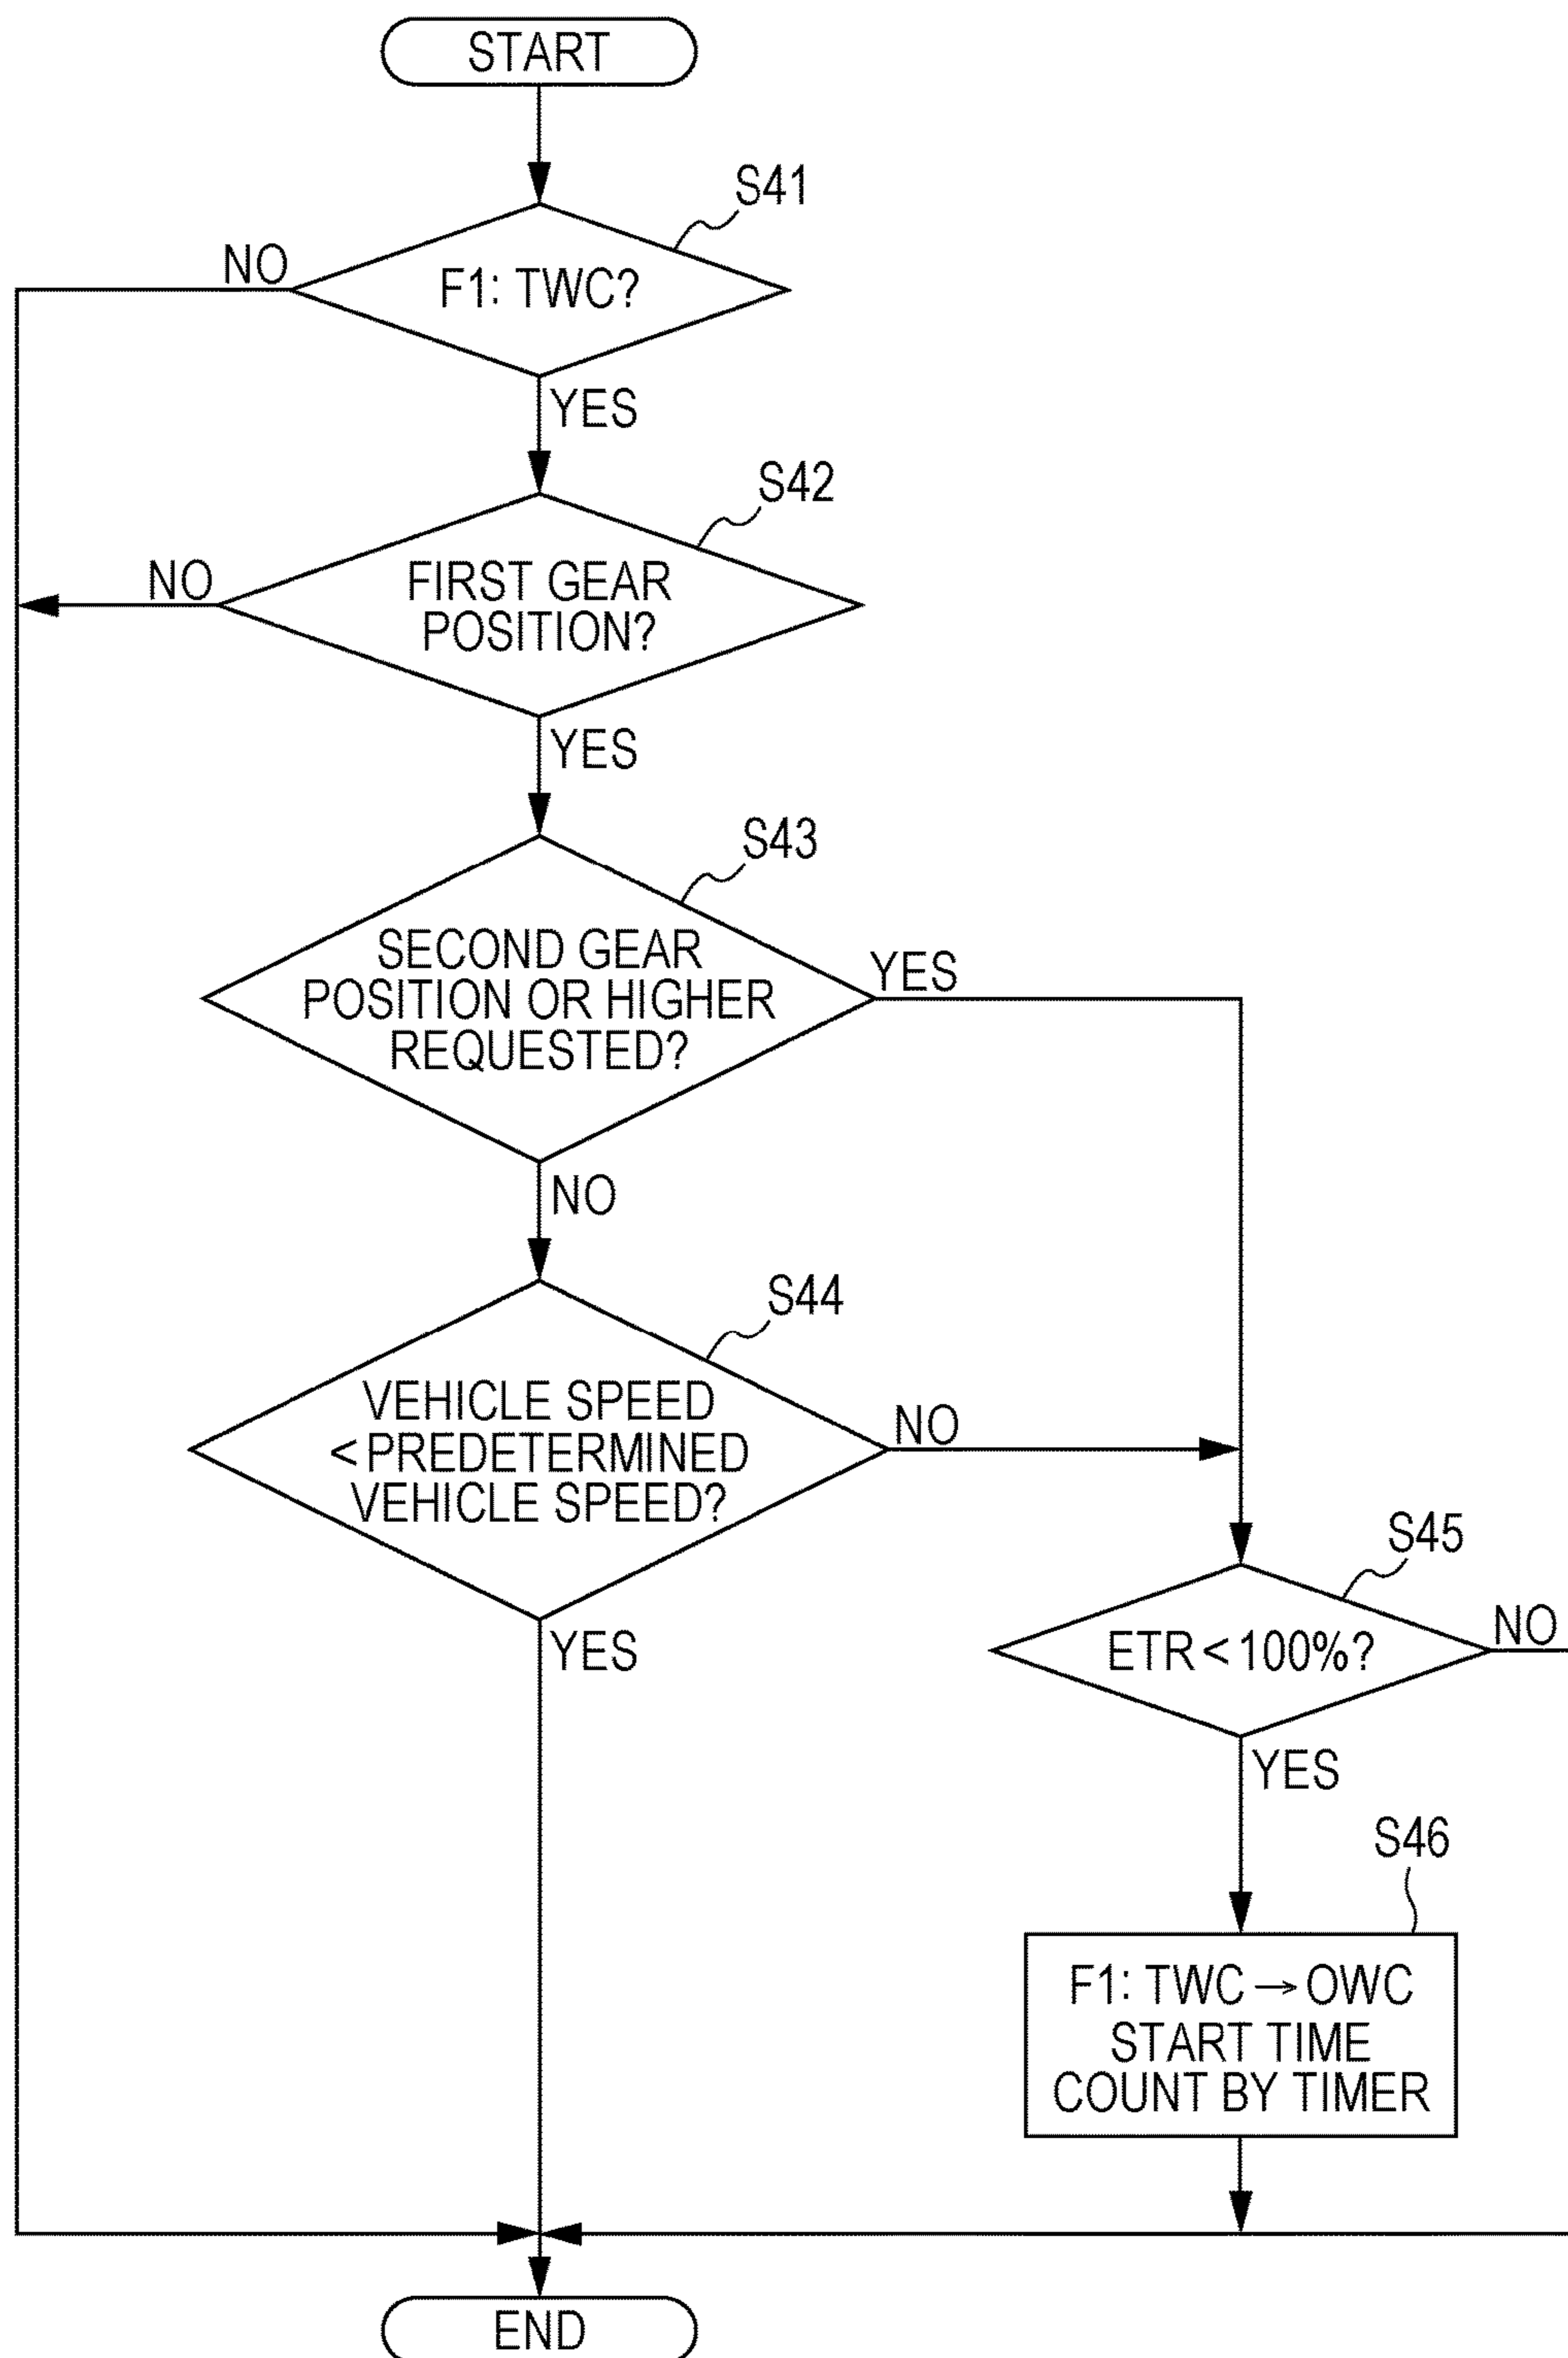 START
S41
NO
F1: TWC?
YES
S42
NO
FIRST GEAR
POSITION?
YES
S43
SECOND GEAR
POSITION OR HIGHER
REQUESTED?
YES
NO
S44
VEHICLE SPEED
< PREDETERMINED
VEHICLE SPEED?
NO
YES
S45
ETR < 100%?
NO
YES
S46
F1: TWC → OWC
START TIME
COUNT BY TIMER
END